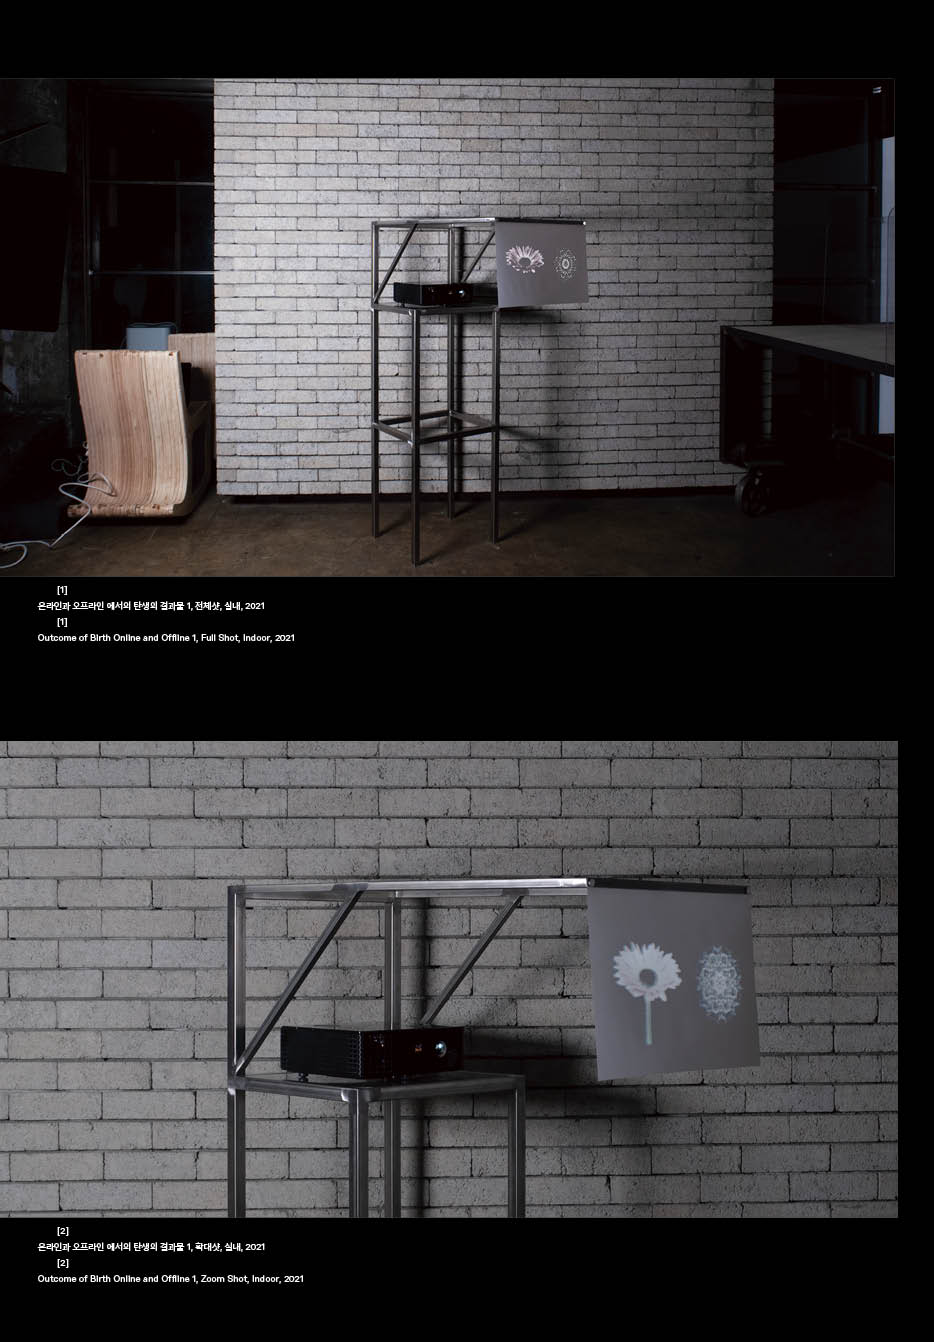 [1]
온라인과 오프라인 에서의 탄생의 결과물 1, 전체샷, 실내, 2021
[1]
Outcome of Birth Online and Offline 1, Full Shot, Indoor, 2021
[2]
온라인과 오프라인 에서의 탄생의 결과물 1, 확대샷, 실내, 2021
[2]
Outcome of Birth Online and Offline 1, Zoom Shot, Indoor, 2021